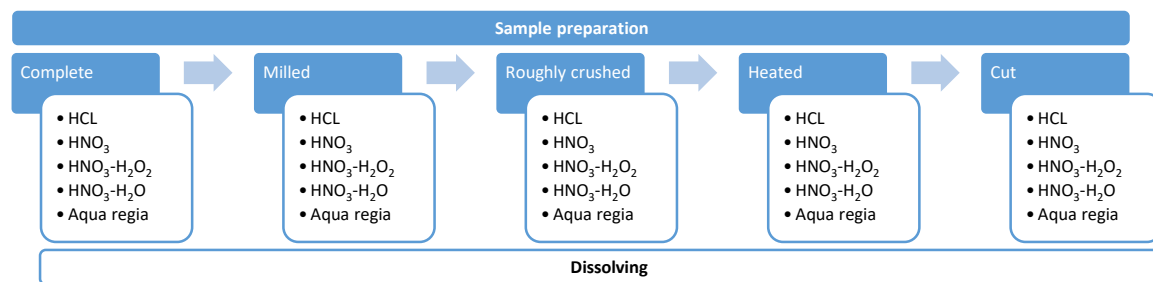 Sample preparation
Complete
• HCL
• HNO₃
• HNO₃-H₂O₂
• HNO₃-H₂O
• Aqua regia
Milled
• HCL
• HNO₃
• HNO₃-H₂O₂
• HNO₃-H₂O
• Aqua regia
Roughly crushed
• HCL
• HNO₃
• HNO₃-H₂O₂
• HNO₃-H₂O
• Aqua regia
Heated
• HCL
• HNO₃
• HNO₃-H₂O₂
• HNO₃-H₂O
• Aqua regia
Cut
• HCL
• HNO₃
• HNO₃-H₂O₂
• HNO₃-H₂O
• Aqua regia
Dissolving